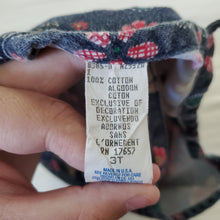 100% COTTON
ALGODON
COTON
EXCLUSIVE OF
DECORATION
EXCLUYENDO
ADORNOS
SANS
L'ORNEMENT
RN 17657
3T
MADE IN U.S.A.